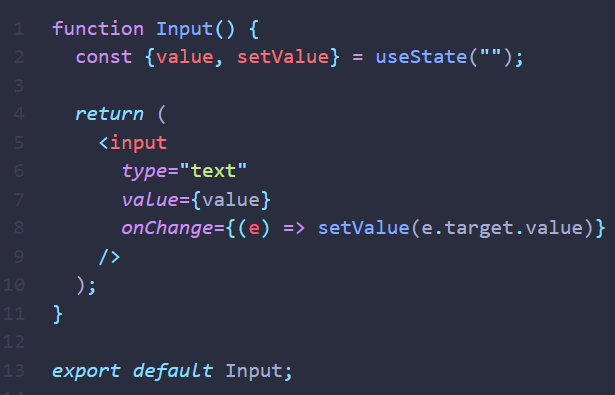 1 function Input() {
2 const {value, setValue} = useState("");
3
4 return (
5 <input
6 type="text"
7 value={value}
8 onChange={(e) => setValue(e.target.value)}
9 />
10 );
11 }
12
13 export default Input;